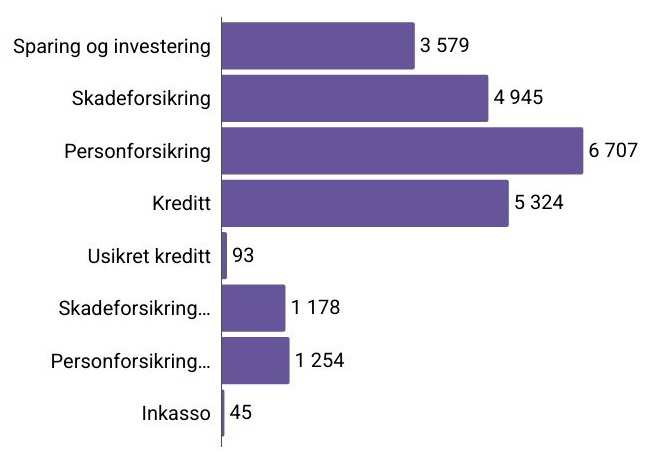 Sparing og investering 3 579
Skadeforsikring 4 945
Personforsikring 6 707
Kreditt 5 324
Usikret kreditt 93
Skadeforsikring... 1 178
Personforsikring... 1 254
Inkasso 45